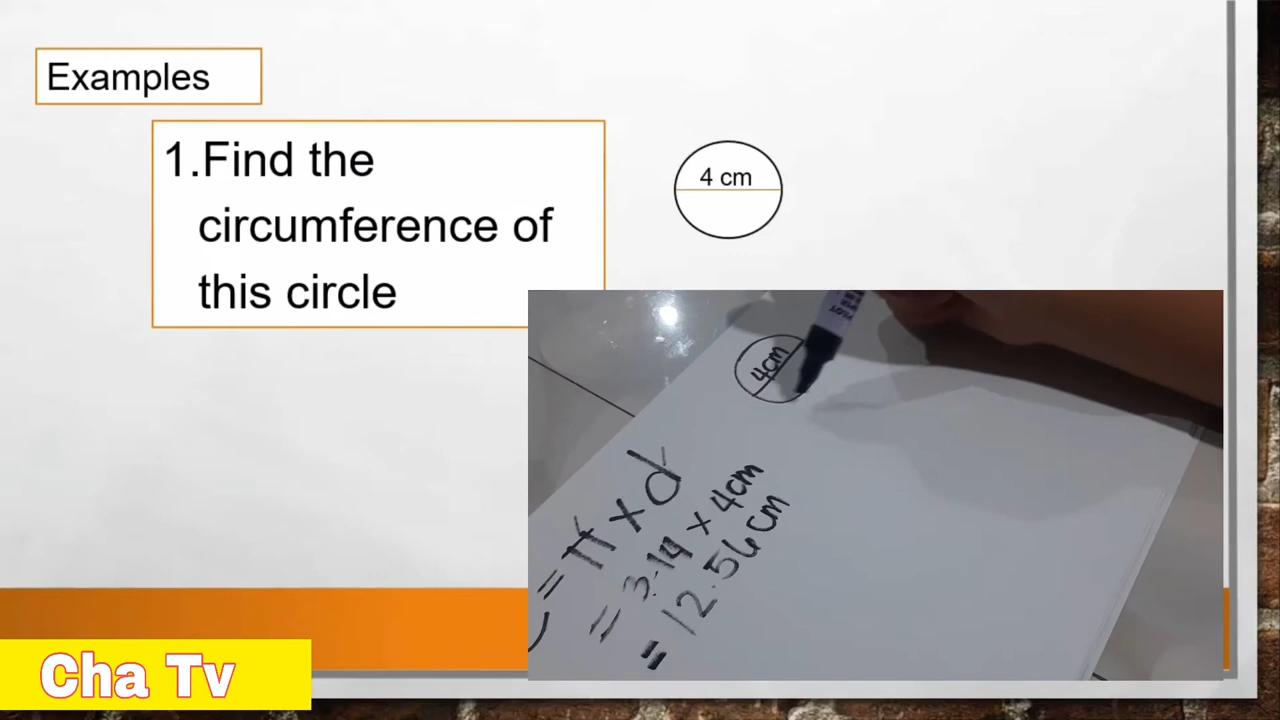 Examples
1.Find the
circumference of
this circle
4 cm
4cm
C = π x d
= 3.14 x 4cm
= 12.56 cm
Cha Tv